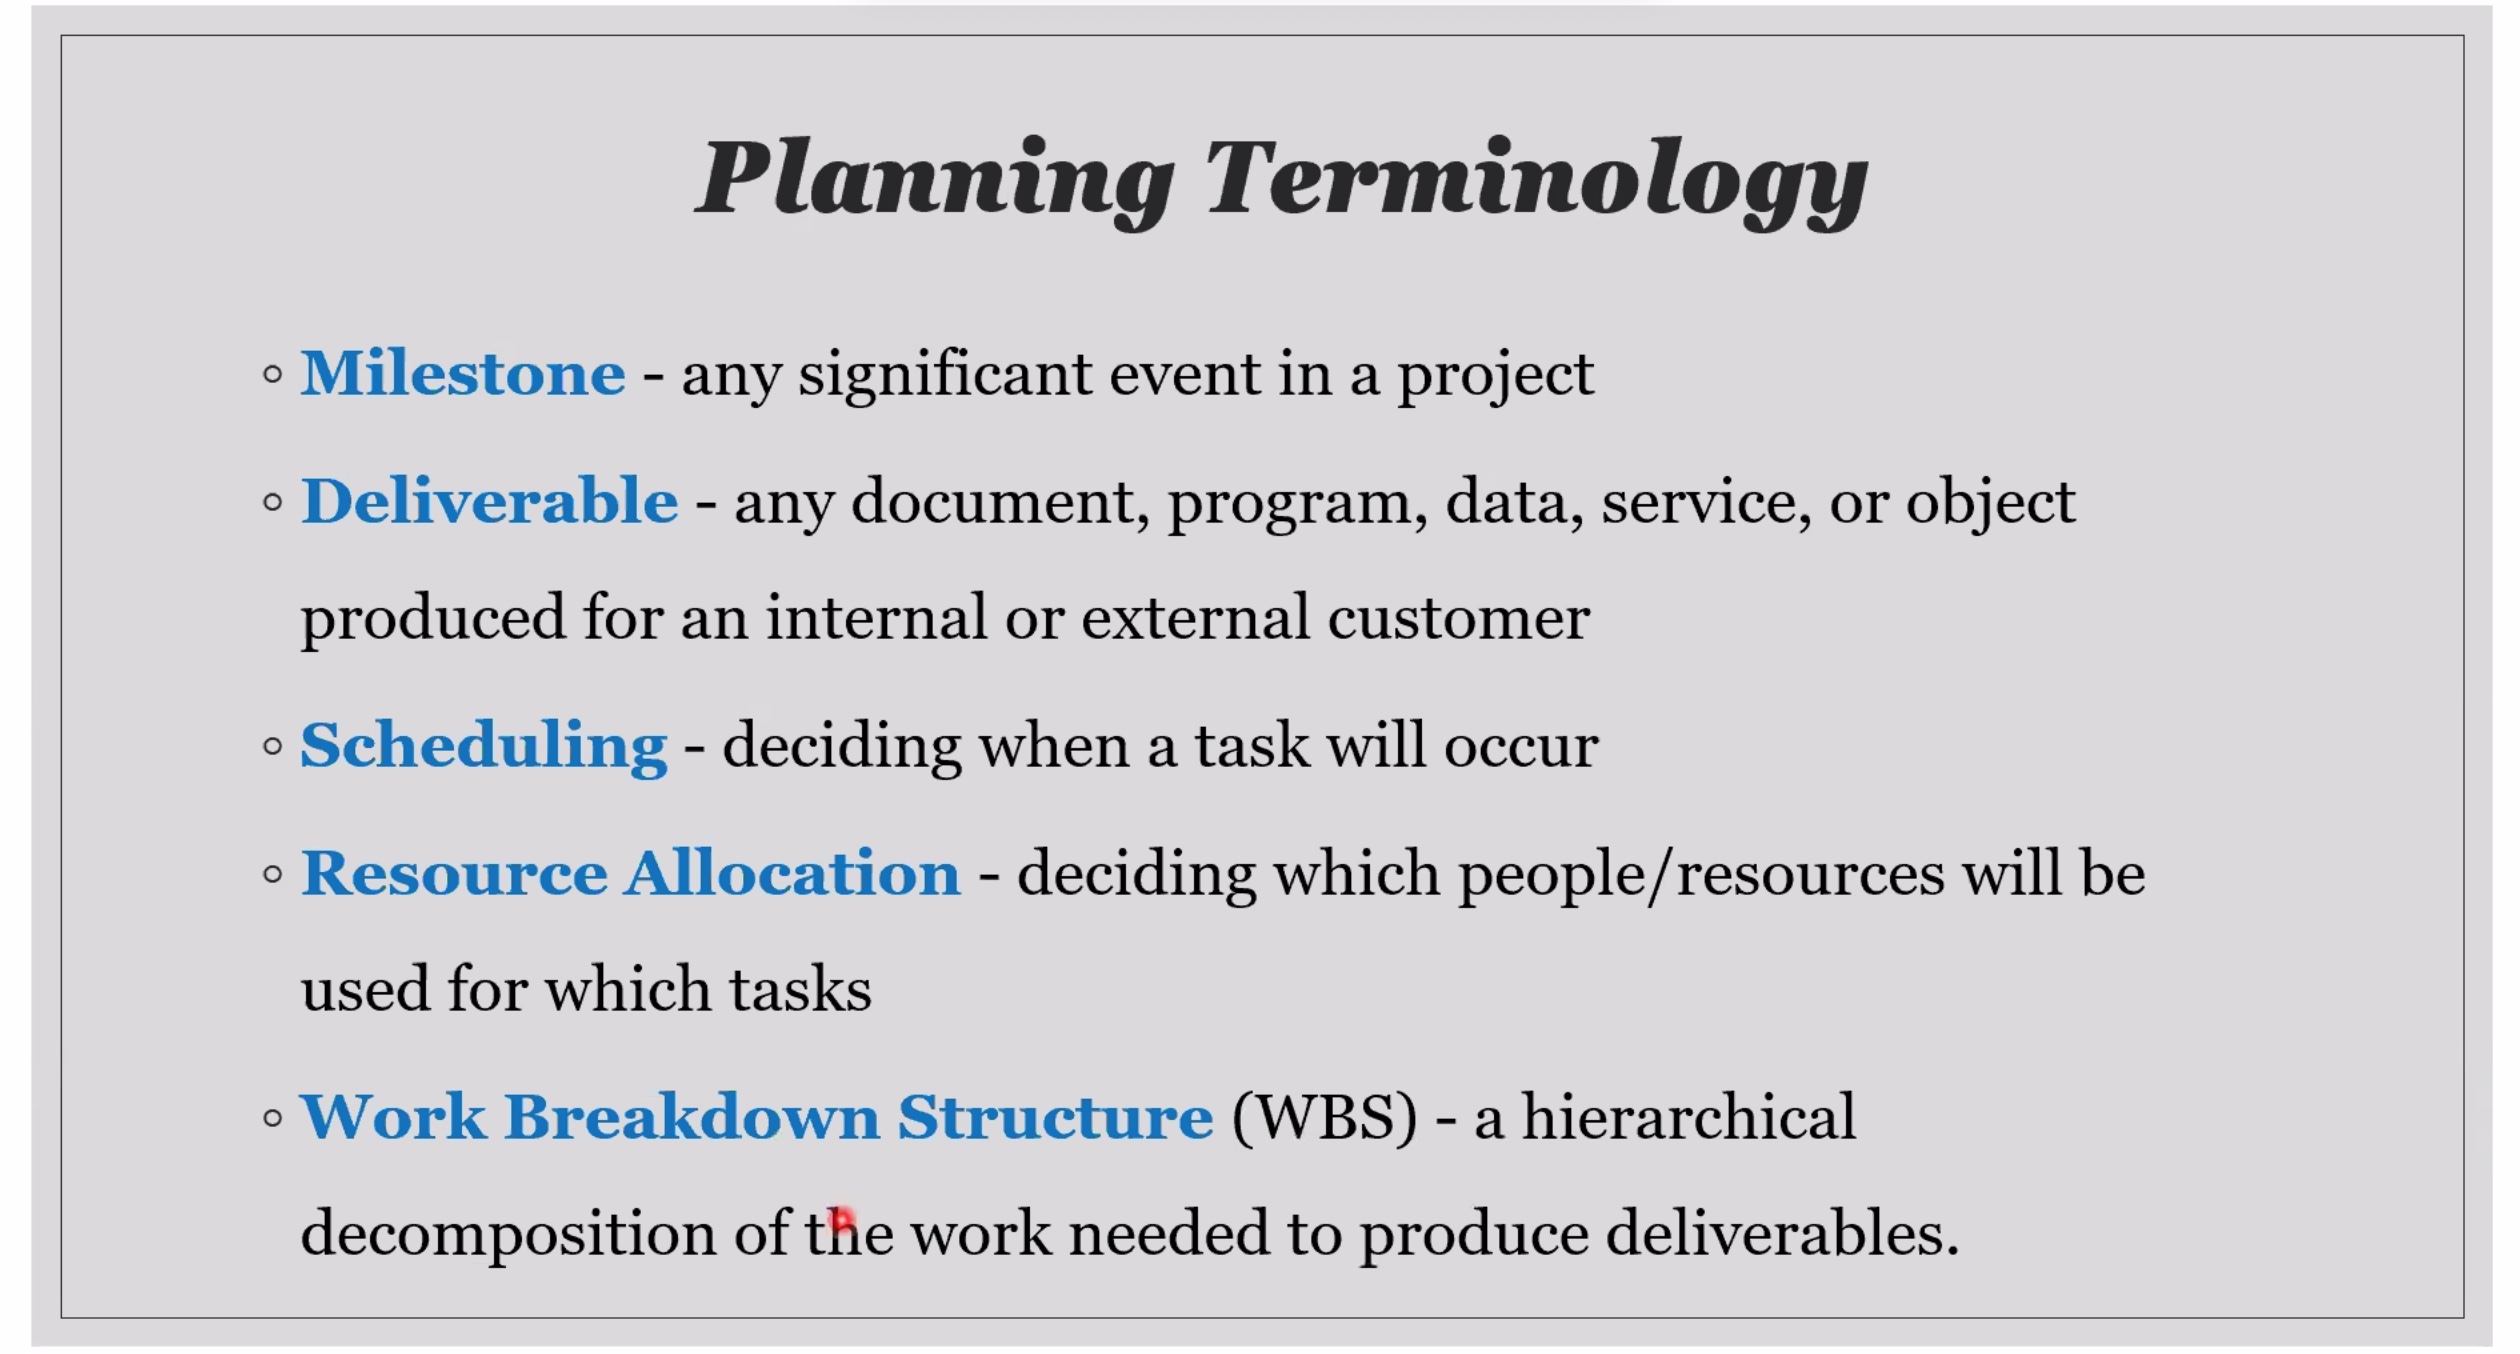 Planning Terminology
◦ Milestone - any significant event in a project
◦ Deliverable - any document, program, data, service, or object
produced for an internal or external customer
◦ Scheduling - deciding when a task will occur
◦ Resource Allocation - deciding which people/resources will be
used for which tasks
◦ Work Breakdown Structure (WBS) - a hierarchical
decomposition of the work needed to produce deliverables.